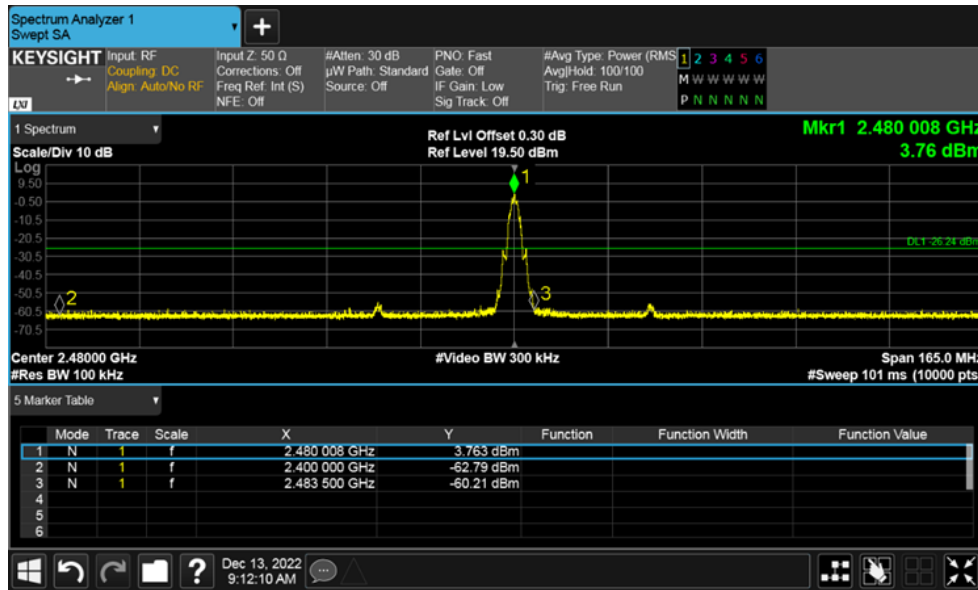 Spectrum Analyzer 1
Swept SA
KEYSIGHT
LXI
Input: RF
Coupling: DC
Align: Auto/No RF
Input Z: 50 Ω
Corrections: Off
Freq Ref: Int (S)
NFE: Off
#Atten: 30 dB
µW Path: Standard
Source: Off
PNO: Fast
Gate: Off
IF Gain: Low
Sig Track: Off
#Avg Type: Power (RMS
Avg|Hold: 100/100
Trig: Free Run
1 2 3 4 5 6
M W W W W W
P N N N N N
1 Spectrum
Scale/Div 10 dB
Ref Lvl Offset 0.30 dB
Ref Level 19.50 dBm
Mkr1 2.480 008 GHz
3.76 dBm
Log
9.50
-0.50
-10.5
-20.5
-30.5
-40.5
-50.5
-60.5
-70.5
1
2
3
DL1 -26.24 dBm
Center 2.48000 GHz
#Res BW 100 kHz
#Video BW 300 kHz
Span 165.0 MHz
#Sweep 101 ms (10000 pts
5 Marker Table
Mode Trace Scale X Y Function Function Width Function Value
1 N 1 f 2.480 008 GHz 3.763 dBm
2 N 1 f 2.400 000 GHz -62.79 dBm
3 N 1 f 2.483 500 GHz -60.21 dBm
4
5
6
?
Dec 13, 2022
9:12:10 AM